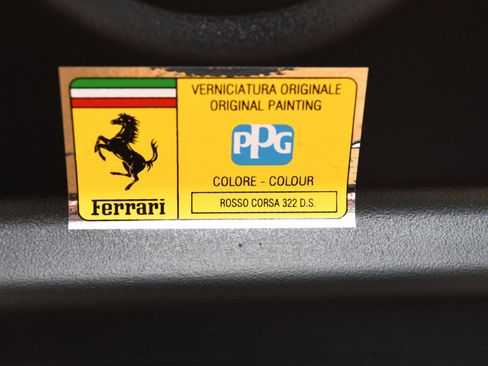 VERNICIATURA ORIGINALE
ORIGINAL PAINTING
PPG
COLORE - COLOUR
ROSSO CORSA 322 D.S.
Ferrari